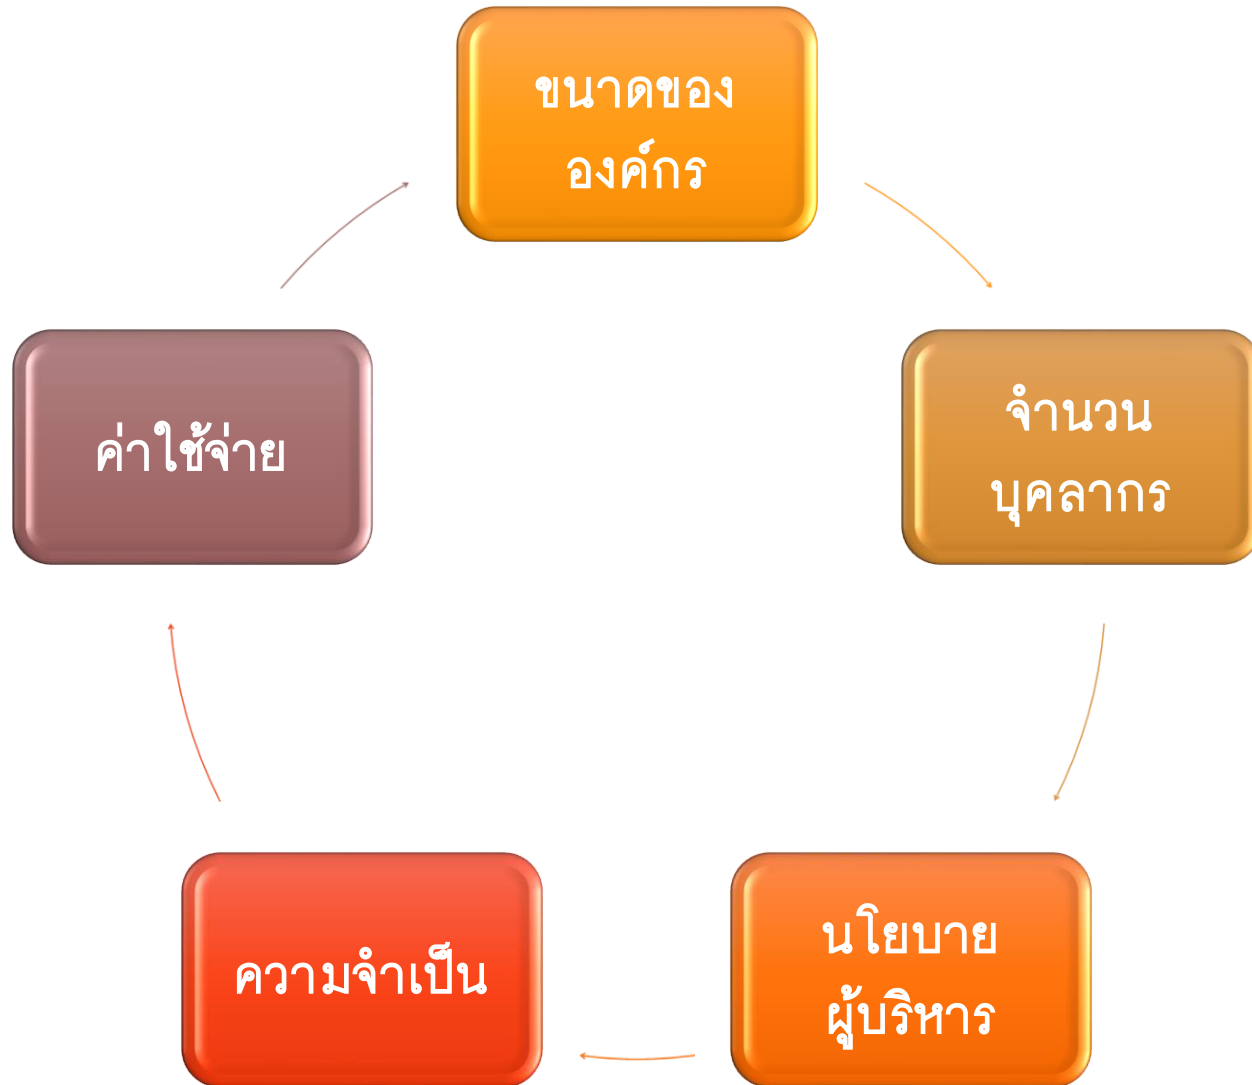 ขนาดของ
องค์กร
จำนวน
บุคลากร
นโยบาย
ผู้บริหาร
ความจำเป็น
ค่าใช้จ่าย